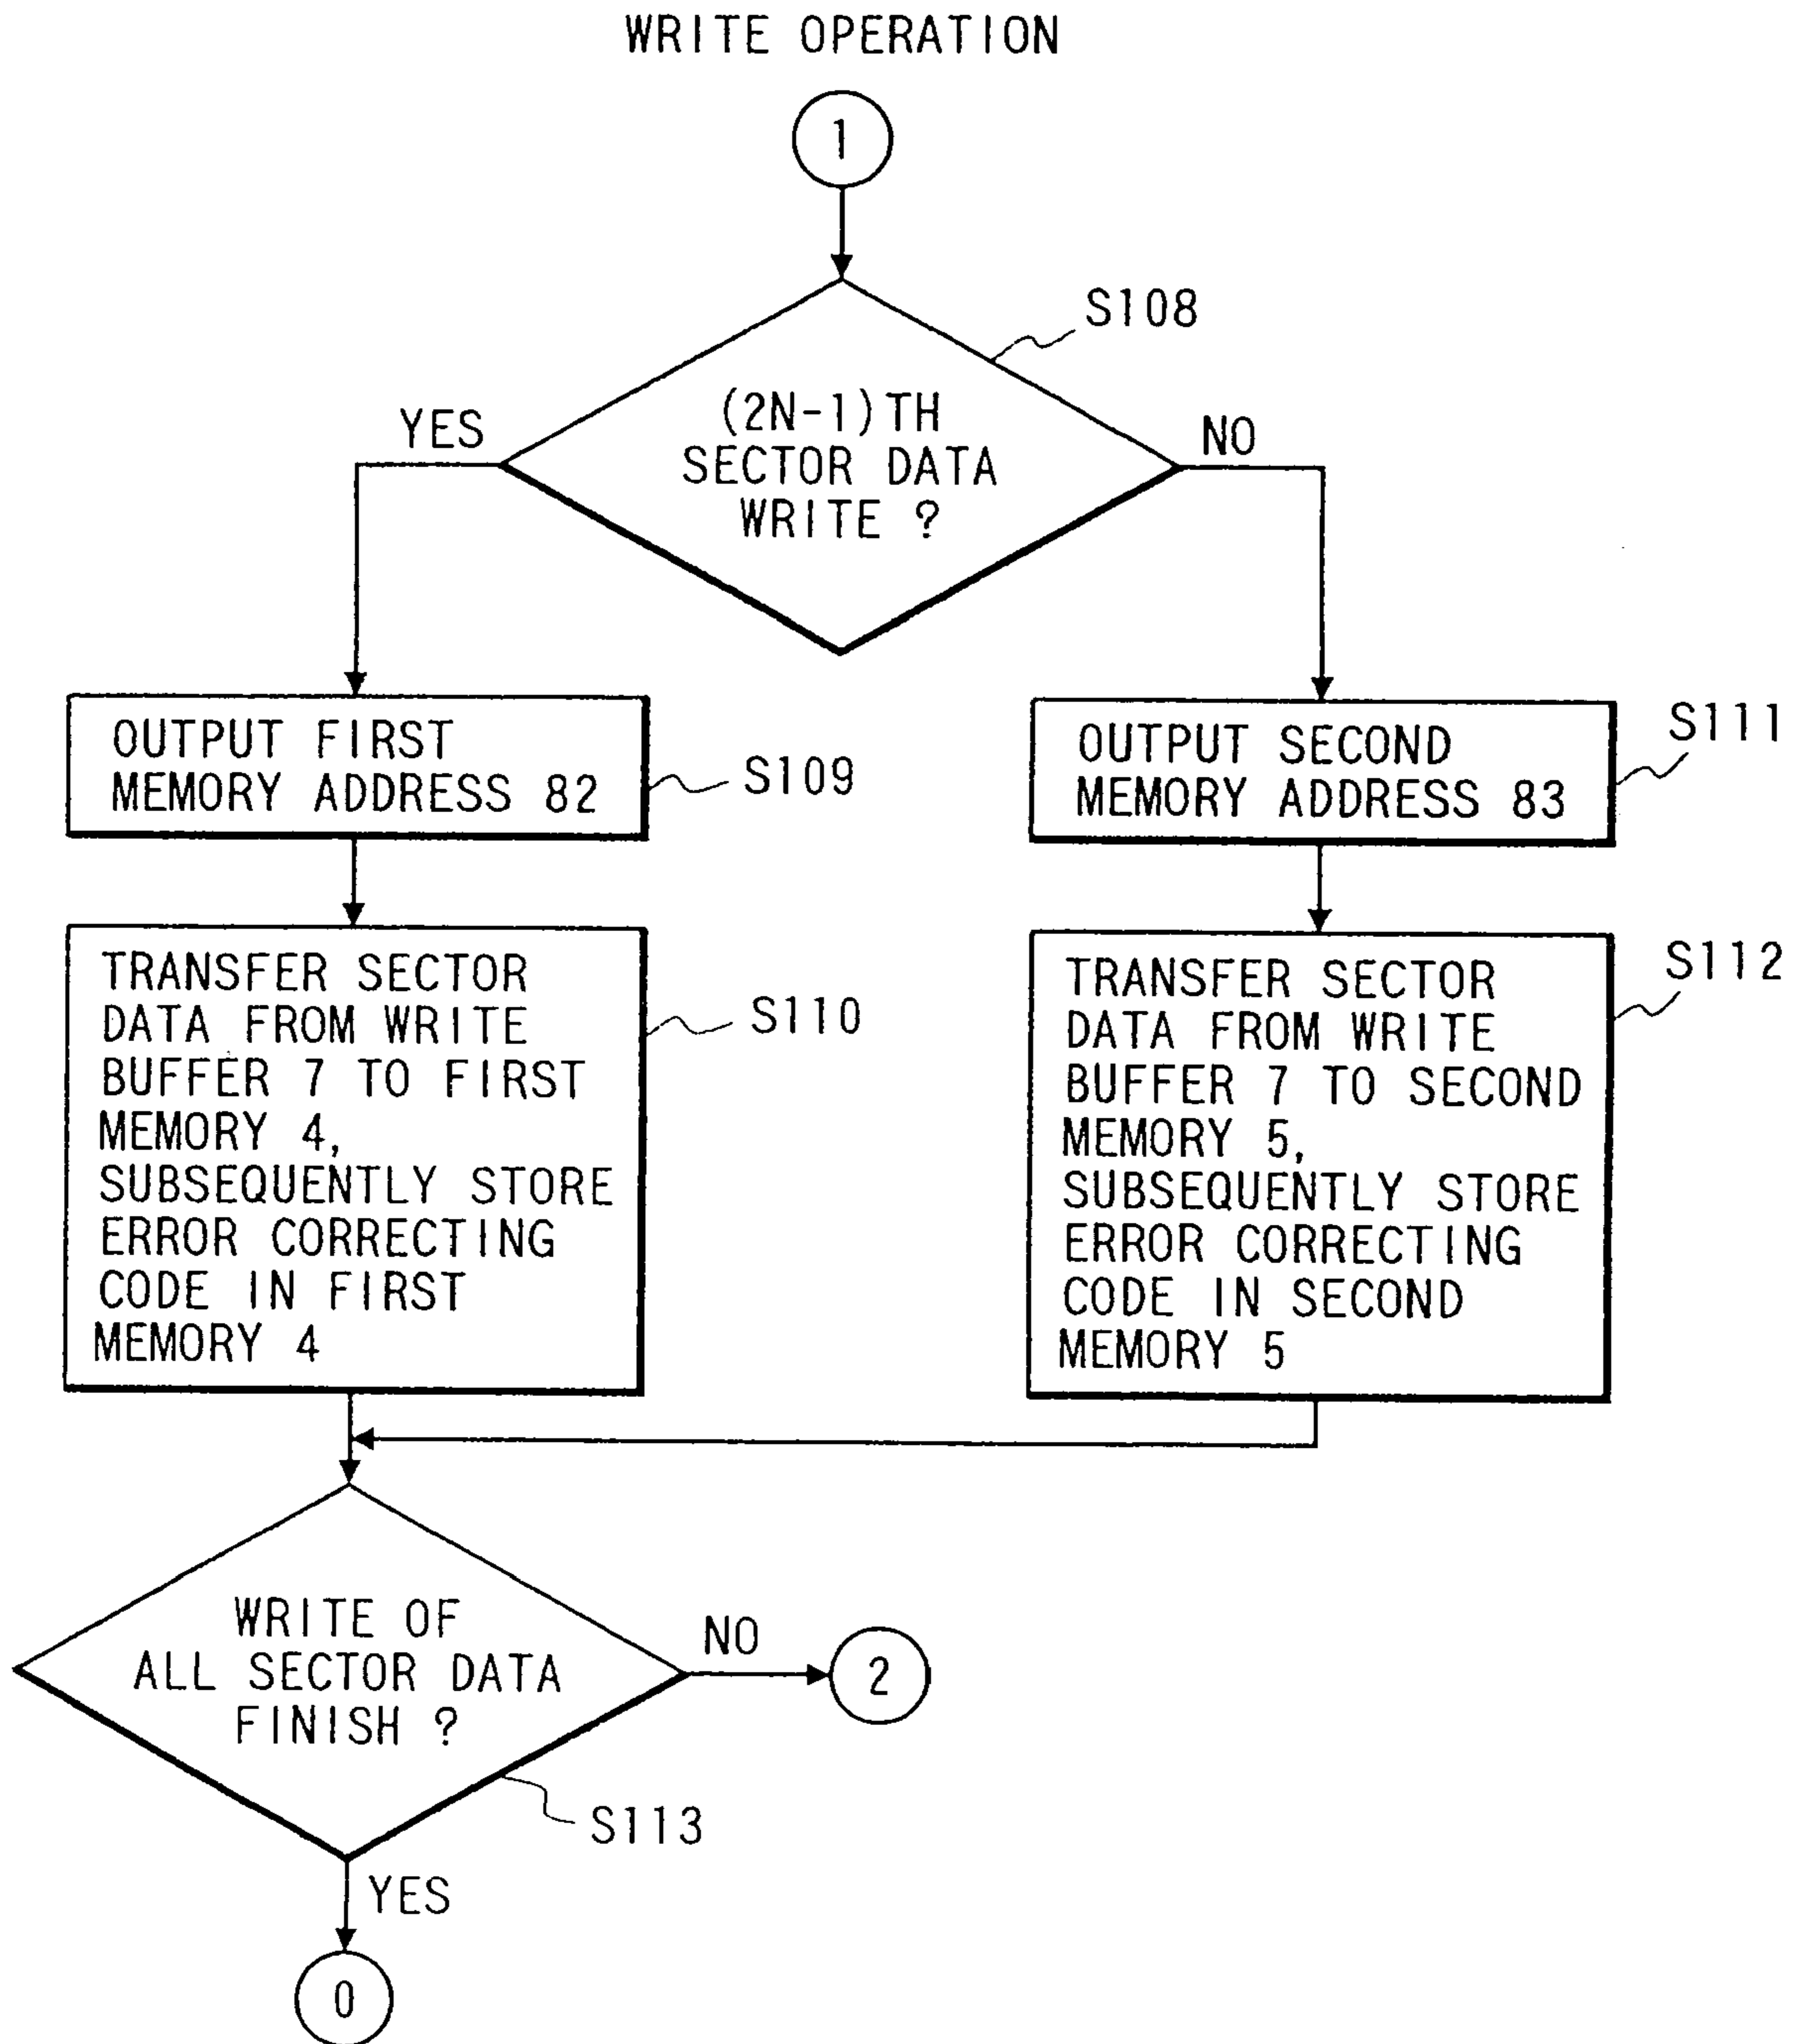 WRITE OPERATION
1
S108
(2N-1)TH
SECTOR DATA
WRITE ?
YES
NO
OUTPUT FIRST
MEMORY ADDRESS 82
S109
OUTPUT SECOND
MEMORY ADDRESS 83
S111
TRANSFER SECTOR
DATA FROM WRITE
BUFFER 7 TO FIRST
MEMORY 4,
SUBSEQUENTLY STORE
ERROR CORRECTING
CODE IN FIRST
MEMORY 4
S110
TRANSFER SECTOR
DATA FROM WRITE
BUFFER 7 TO SECOND
MEMORY 5,
SUBSEQUENTLY STORE
ERROR CORRECTING
CODE IN SECOND
MEMORY 5
S112
WRITE OF
ALL SECTOR DATA
FINISH ?
NO
2
S113
YES
0